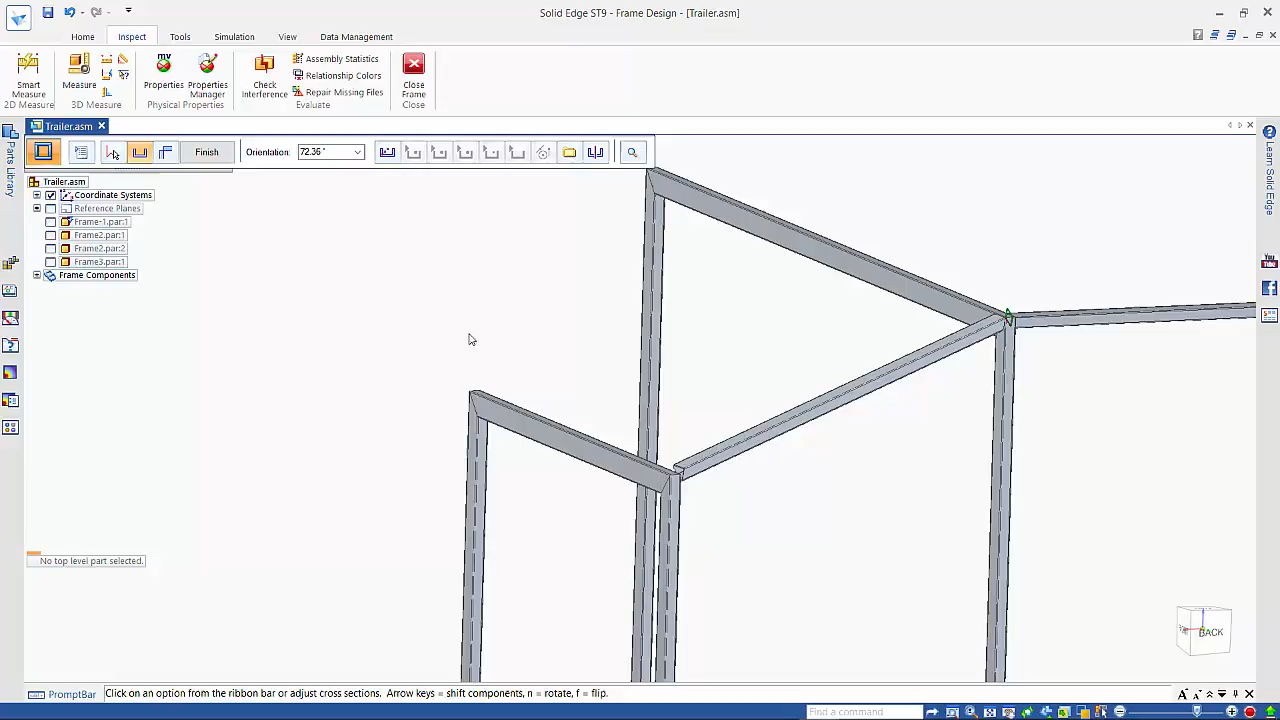 Solid Edge ST9 - Frame Design - [Trailer.asm]
Home Inspect Tools Simulation View Data Management
Smart Measure
2D Measure
Measure
3D Measure
Properties
Properties Manager
Physical Properties
Check Interference
Assembly Statistics
Relationship Colors
Repair Missing Files
Evaluate
Close Frame
Close
Trailer.asm
Finish
Orientation: 72.36 °
Parts Library
Trailer.asm
Coordinate Systems
Reference Planes
Frame-1.par:1
Frame2.par:1
Frame2.par:2
Frame3.par:1
Frame Components
No top level part selected.
Learn Solid Edge
You Tube
BACK
PromptBar
Click on an option from the ribbon bar or adjust cross sections. Arrow keys = shift components, n = rotate, f = flip.
Find a command